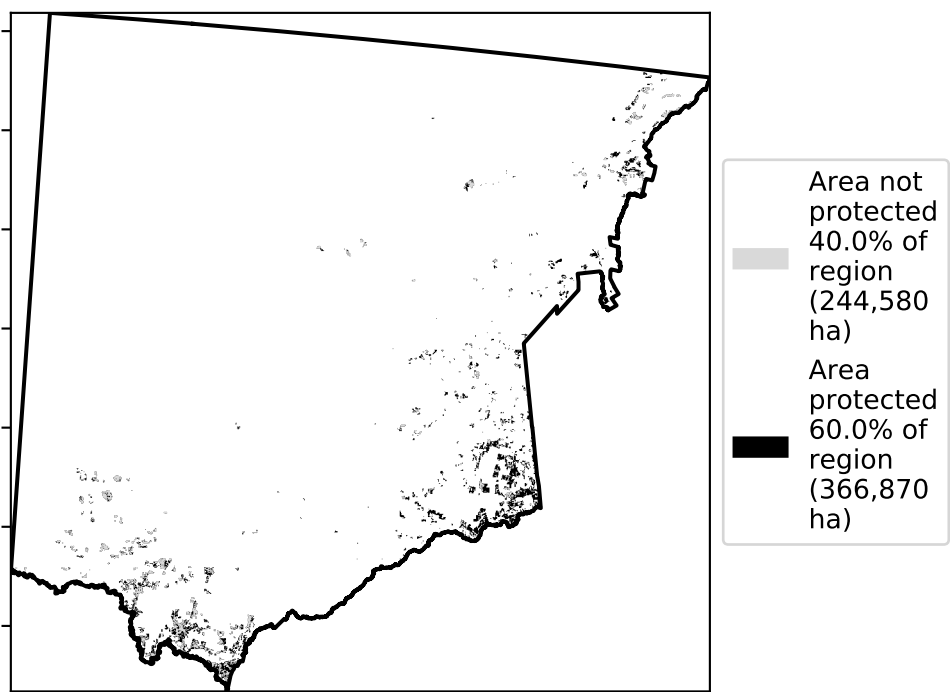 Area not
protected
40.0% of
region
(244,580
ha)
Area
protected
60.0% of
region
(366,870
ha)